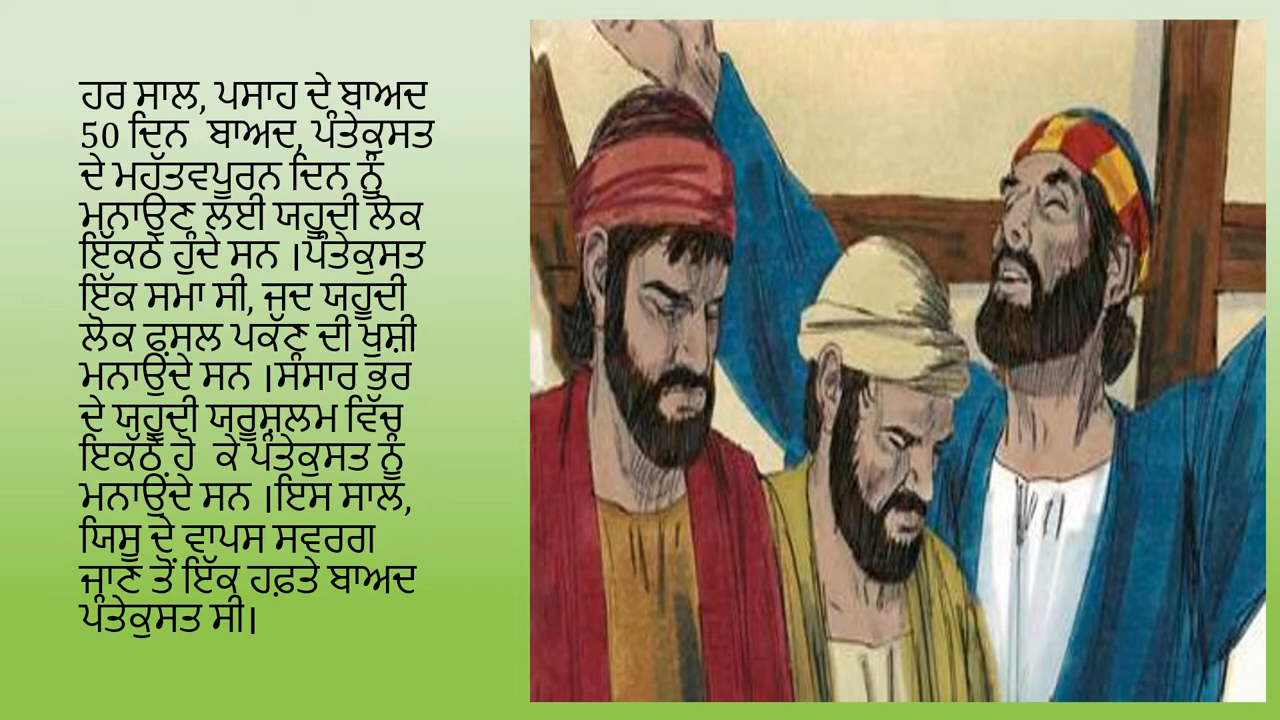 ਹਰ ਸਾਲ, ਪਸਾਹ ਦੇ ਬਾਅਦ
50 ਦਿਨ  ਬਾਅਦ, ਪੰਤੇਕੁਸਤ
ਦੇ ਮਹੱਤਵਪੂਰਨ ਦਿਨ ਨੂੰ
ਮਨਾਉਣ ਲਈ ਯਹੂਦੀ ਲੋਕ
ਇੱਕਠੇ ਹੁੰਦੇ ਸਨ ।ਪੰਤੇਕੁਸਤ
ਇੱਕ ਸਮਾ ਸੀ, ਜਦ ਯਹੂਦੀ
ਲੋਕ ਫ਼ਸਲ ਪਕੱਣ ਦੀ ਖੁਸ਼ੀ
ਮਨਾਉਂਦੇ ਸਨ ।ਸੰਸਾਰ ਭਰ
ਦੇ ਯਹੂਦੀ ਯਰੂਸ਼ਲਮ ਵਿੱਚ
ਇਕੱਠੇ ਹੋ  ਕੇ ਪੰਤੇਕੁਸਤ ਨੂੰ
ਮਨਾਉਂਦੇ ਸਨ ।ਇਸ ਸਾਲ,
ਯਿਸੂ ਦੇ ਵਾਪਸ ਸਵਰਗ
ਜਾਣ ਤੋਂ ਇੱਕ ਹਫ਼ਤੇ ਬਾਅਦ
ਪੰਤੇਕੁਸਤ ਸੀ।